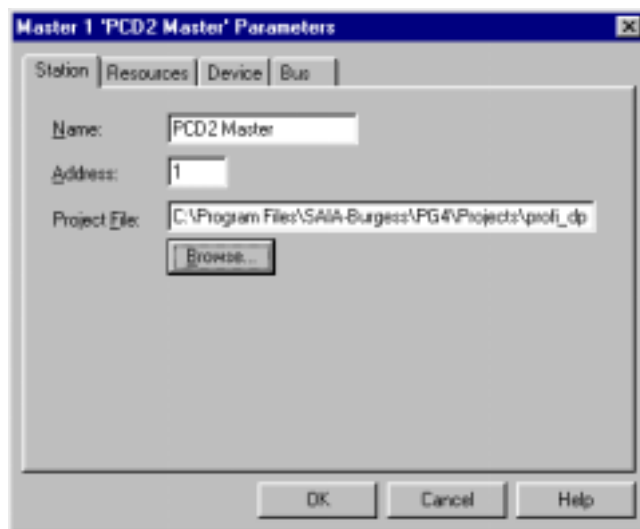 Master 1 'PCD2 Master' Parameters
Station Resources Device Bus
Name: PCD2 Master
Address: 1
Project File: C:\Program Files\SAIA-Burgess\PG4\Projects\profi_dp
Browse...
OK Cancel Help